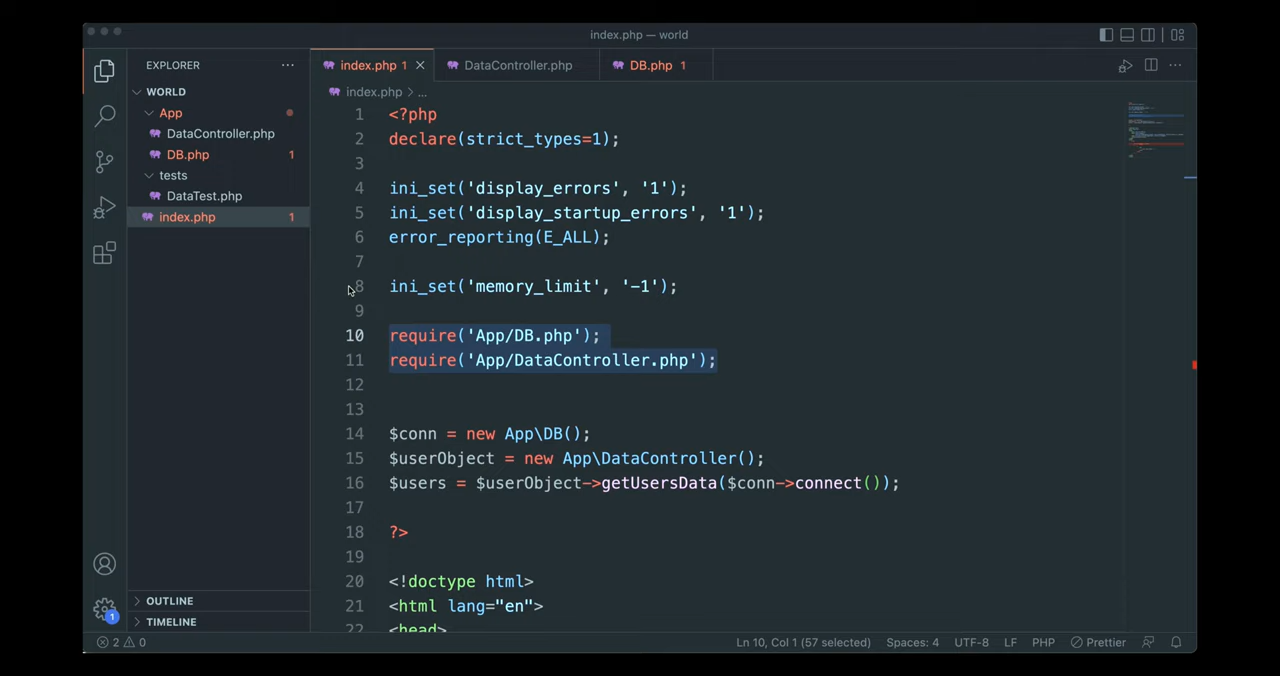 index.php — world
EXPLORER
index.php 1
DataController.php
DB.php 1
WORLD
index.php > ...
App
DataController.php
DB.php 1
tests
DataTest.php
index.php 1
1 <?php
2 declare(strict_types=1);
3
4 ini_set('display_errors', '1');
5 ini_set('display_startup_errors', '1');
6 error_reporting(E_ALL);
7
8 ini_set('memory_limit', '-1');
9
10 require('App/DB.php');
11 require('App/DataController.php');
12
13
14 $conn = new App\DB();
15 $userObject = new App\DataController();
16 $users = $userObject->getUsersData($conn->connect());
17
18 ?>
19
20 <!doctype html>
21 <html lang="en">
22 <head>
OUTLINE
TIMELINE
1
2 0
Ln 10, Col 1 (57 selected)
Spaces: 4
UTF-8
LF
PHP
Prettier